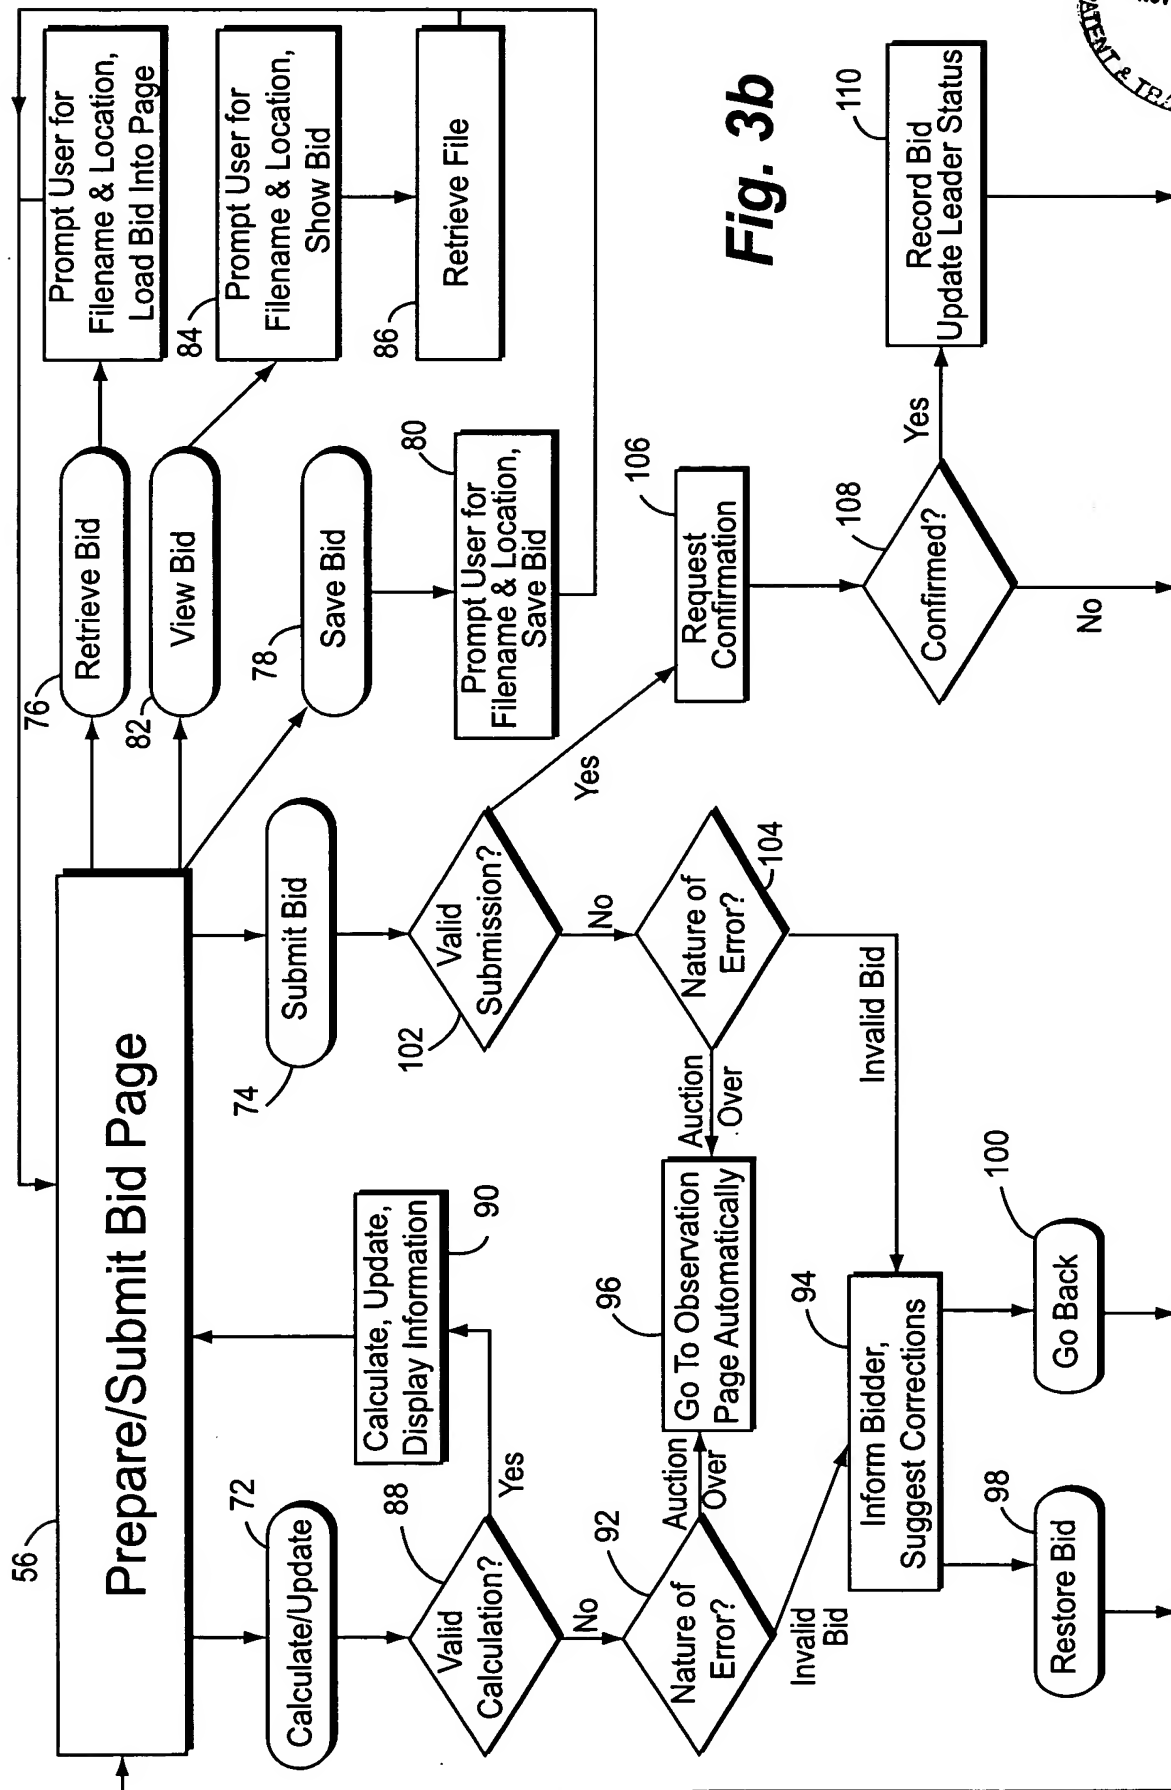 56
Prepare/Submit Bid Page
72
Calculate/Update
88
Valid
Calculation?
Yes
No
90
Calculate, Update,
Display Information
92
Nature of
Error?
Auction
Over
Invalid
Bid
96
Go To Observation
Page Automatically
94
Inform Bidder,
Suggest Corrections
98
Restore Bid
100
Go Back
74
Submit Bid
102
Valid
Submission?
Yes
No
104
Nature of
Error?
Auction
Over
Invalid Bid
76
Retrieve Bid
Prompt User for
Filename & Location,
Load Bid Into Page
82
View Bid
84
Prompt User for
Filename & Location,
Show Bid
86
Retrieve File
78
Save Bid
80
Prompt User for
Filename & Location,
Save Bid
106
Request
Confirmation
108
Confirmed?
Yes
No
110
Record Bid
Update Leader Status
Fig. 3b